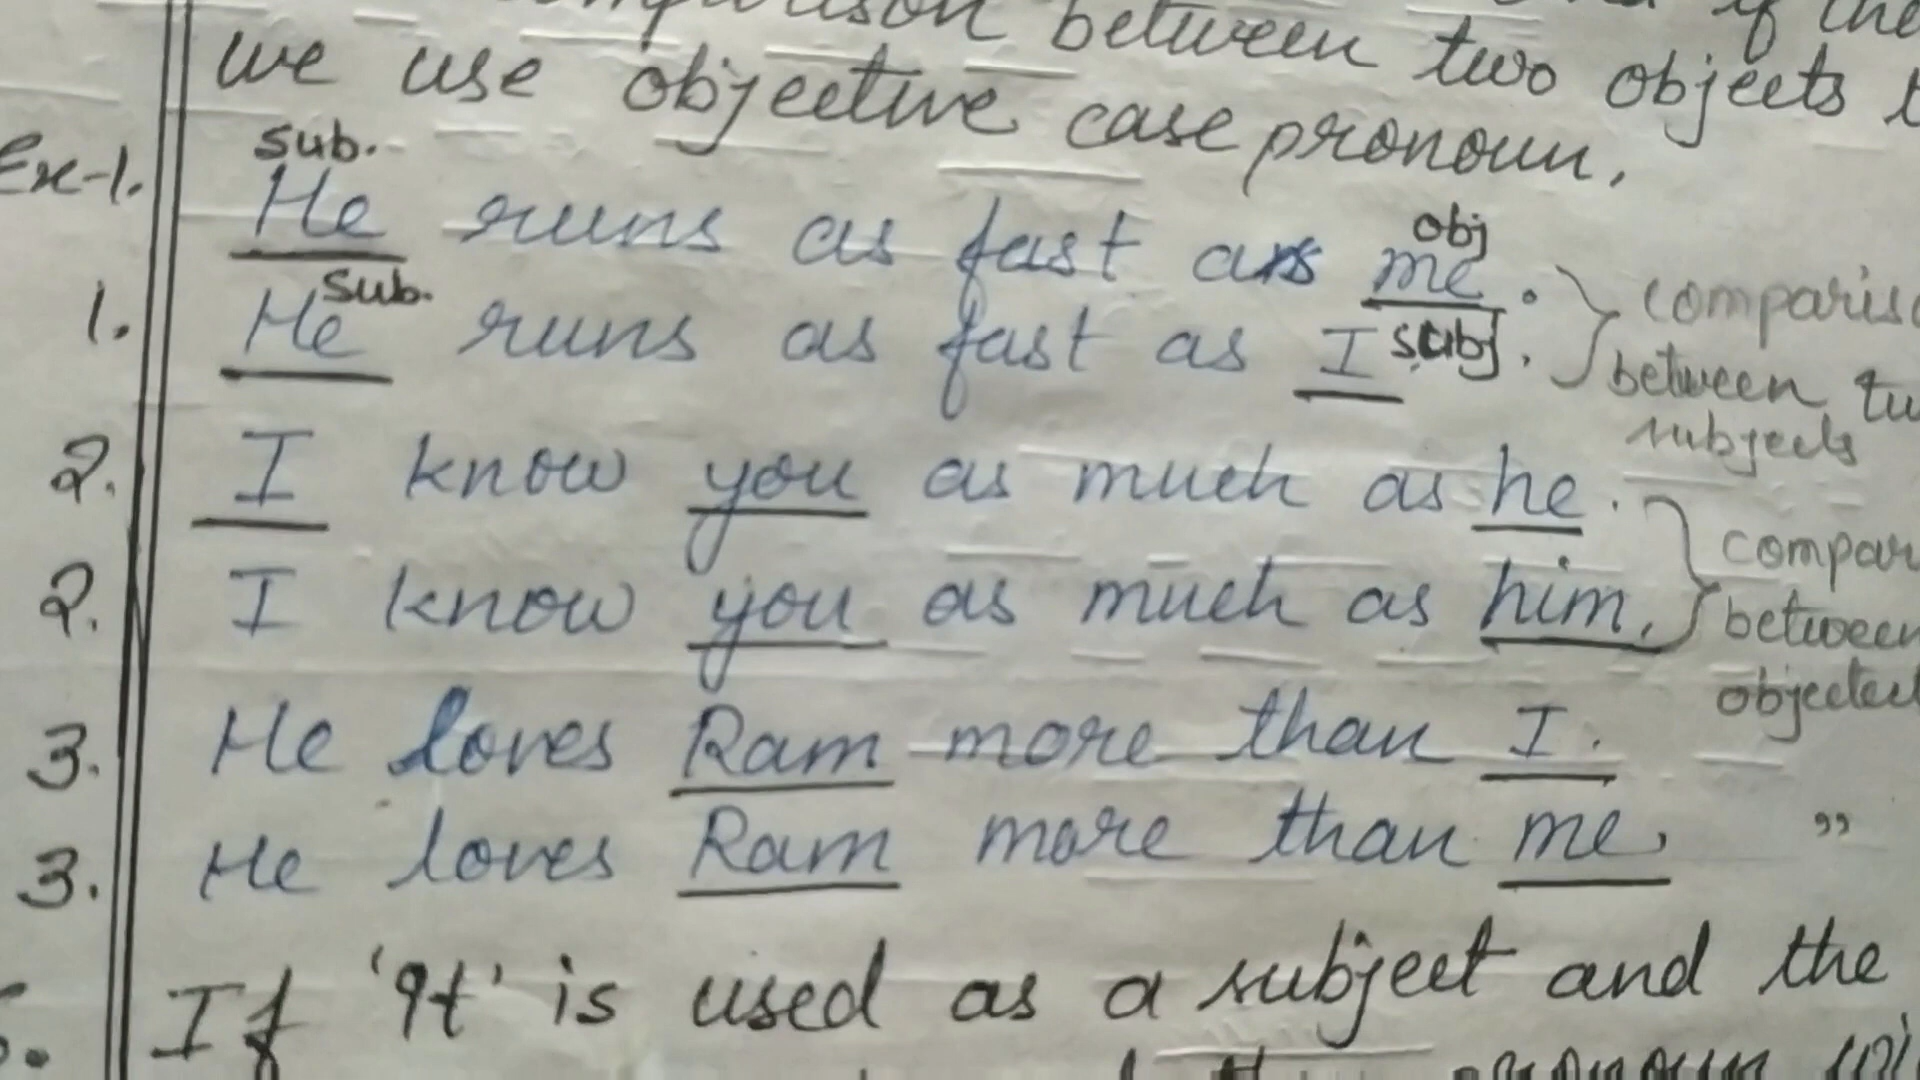 between two objects
we use objective case pronoun.
Ex-1. He sub. runs as fast as me obj.
1. He sub. runs as fast as I subj.
comparis
between tw
subjects
2. I know you as much as he.
2. I know you as much as him.
compar
between
objected
3. He loves Ram more than I.
3. He loves Ram more than me. ,,
If 'It' is used as a subject and the
pronoun